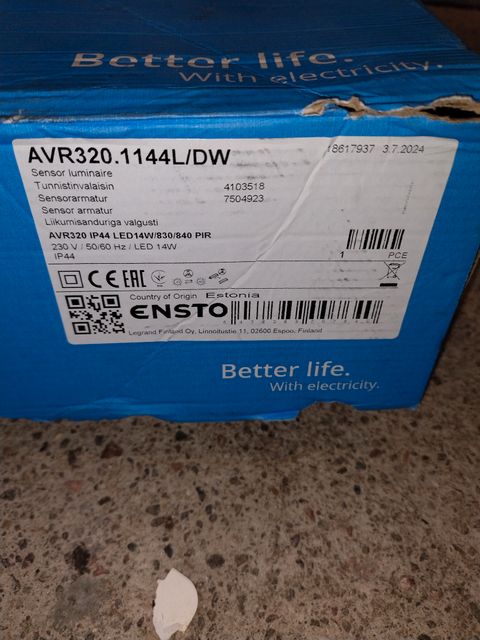 Better life.
With electricity.
AVR320.1144L/DW
18617937 3.7.2024
Sensor luminaire
Tunnistinvalaisin 4103518
Sensorarmatur 7504923
Sensor armatur
Liikumisanduriga valgusti
AVR320 IP44 LED14W/830/840 PIR
230 V / 50/60 Hz / LED 14W
IP44
1 PCE
CE EAC
Country of Origin Estonia
ENSTO
Legrand Finland Oy, Linnoitustie 11, 02600 Espoo, Finland
Better life.
With electricity.